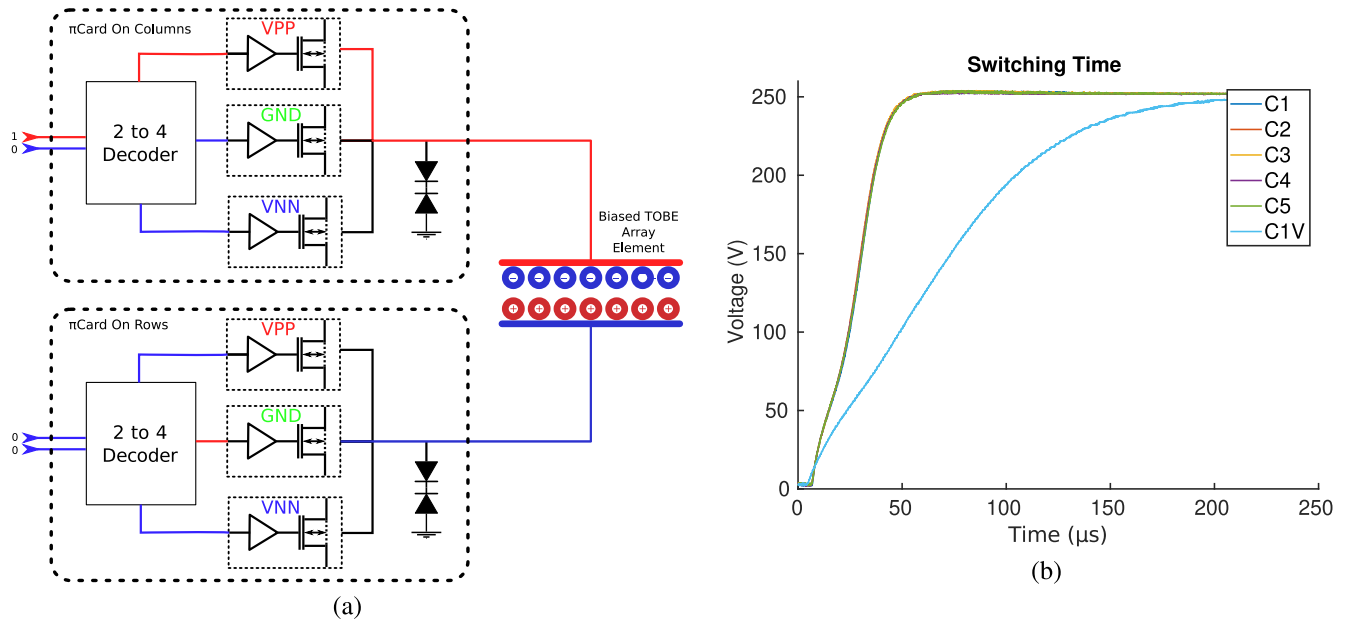 πCard On Columns
VPP
GND
VNN
1
0
2 to 4
Decoder
Biased TOBE
Array
Element
πCard On Rows
VPP
GND
VNN
0
0
2 to 4
Decoder
(a)
Switching Time
250
200
150
100
50
0
Voltage (V)
0 50 100 150 200 250
Time (µs)
C1
C2
C3
C4
C5
C1V
(b)